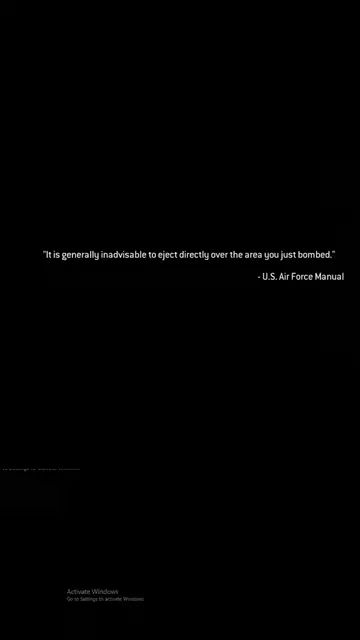 "It is generally inadvisable to eject directly over the area you just bombed."
- U.S. Air Force Manual
Activate Windows
Go to Settings to activate Windows.